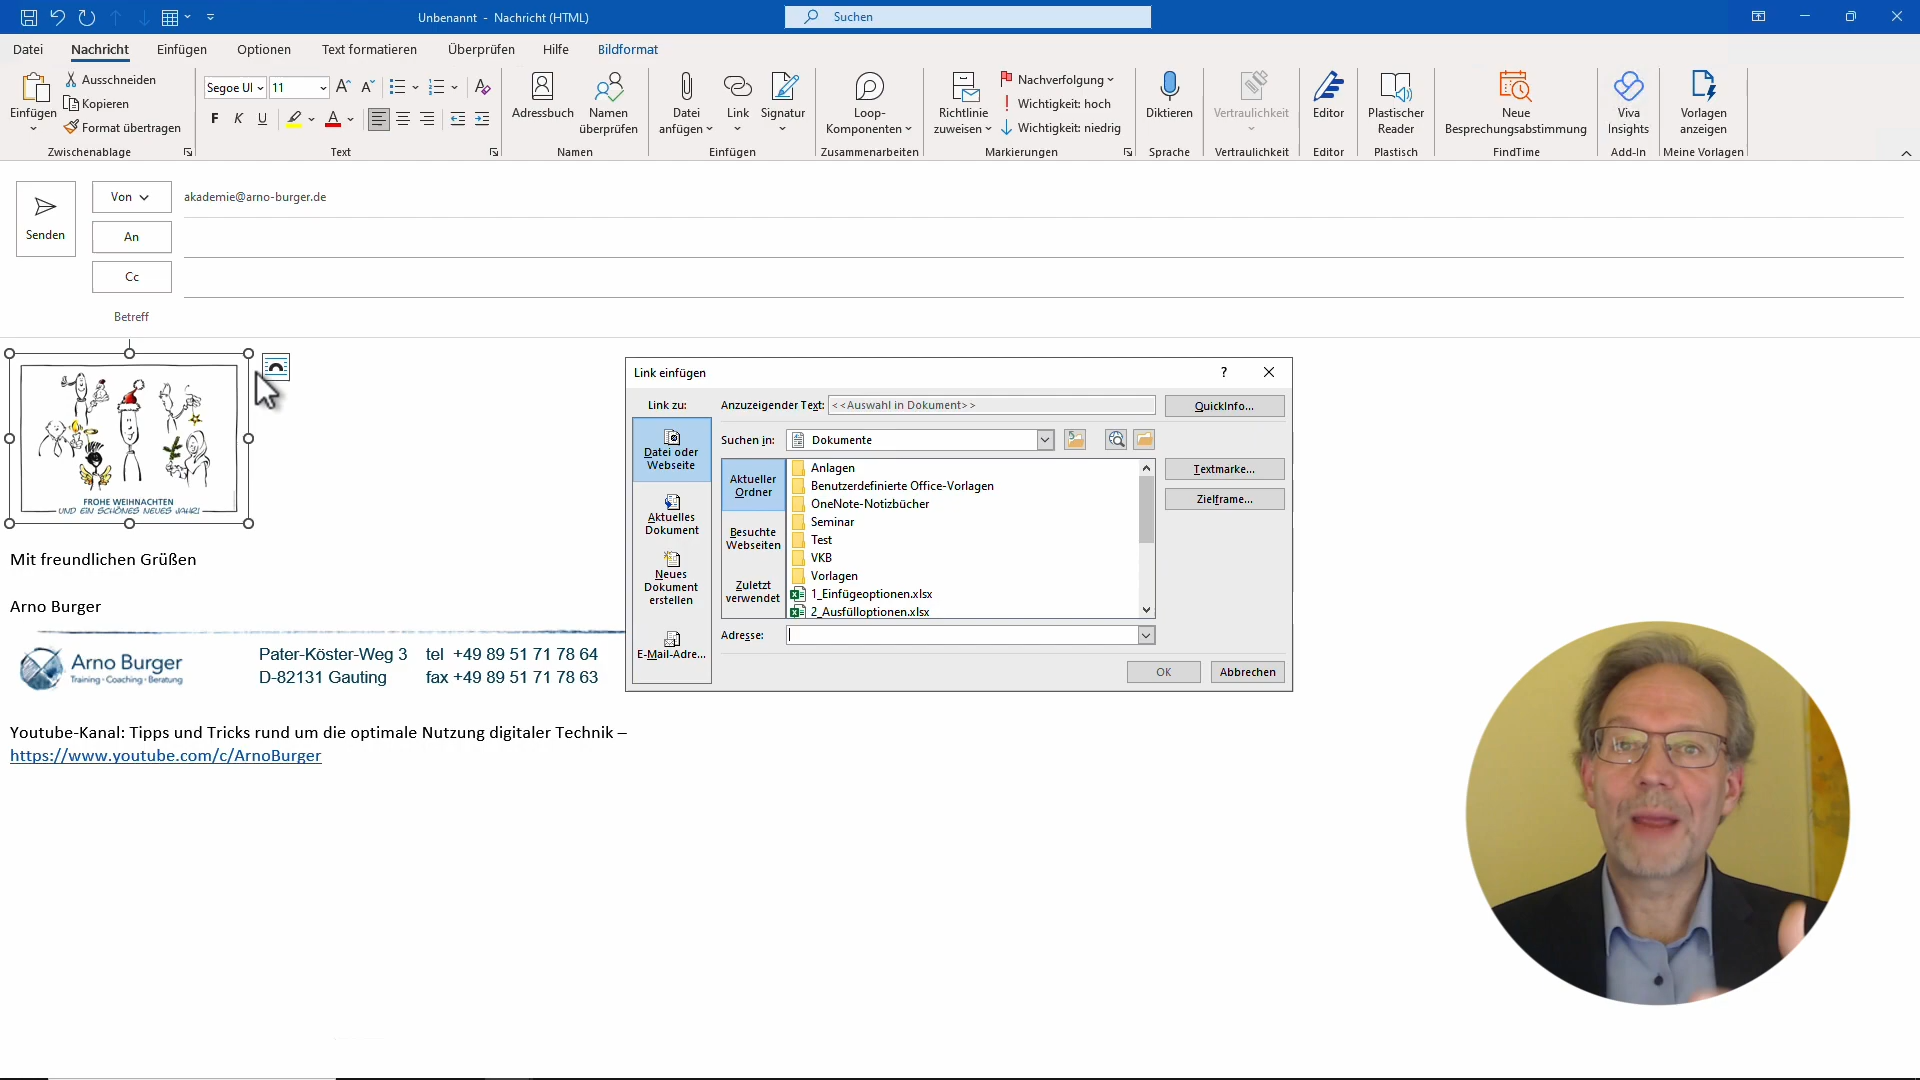 Unbenannt - Nachricht (HTML)
Suchen
Datei
Nachricht
Einfügen
Optionen
Text formatieren
Überprüfen
Hilfe
Bildformat
Einfügen
Ausschneiden
Kopieren
Format übertragen
Zwischenablage
Segoe UI
11
F K U
A
Text
Adressbuch
Namen
überprüfen
Namen
Datei
anfügen
Link
Signatur
Einfügen
Loop-
Komponenten
Zusammenarbeiten
Richtlinie
zuweisen
Nachverfolgung
Wichtigkeit: hoch
Wichtigkeit: niedrig
Markierungen
Diktieren
Sprache
Vertraulichkeit
Vertraulichkeit
Editor
Editor
Plastischer
Reader
Plastisch
Neue
Besprechungsabstimmung
FindTime
Viva
Insights
Add-In
Vorlagen
anzeigen
Meine Vorlagen
Senden
Von
akademie@arno-burger.de
An
Cc
Betreff
FROHE WEIHNACHTEN
UND EIN SCHÖNES NEUES JAHR!
Mit freundlichen Grüßen
Arno Burger
Arno Burger
Training · Coaching · Beratung
Pater-Köster-Weg 3 tel +49 89 51 71 78 64
D-82131 Gauting fax +49 89 51 71 78 63
Youtube-Kanal: Tipps und Tricks rund um die optimale Nutzung digitaler Technik –
https://www.youtube.com/c/ArnoBurger
Link einfügen
?
Link zu:
Anzuzeigender Text:
<<Auswahl in Dokument>>
QuickInfo...
Datei oder
Webseite
Aktuelles
Dokument
Neues
Dokument
erstellen
E-Mail-Adre...
Suchen in:
Dokumente
Aktueller
Ordner
Besuchte
Webseiten
Zuletzt
verwendet
Anlagen
Benutzerdefinierte Office-Vorlagen
OneNote-Notizbücher
Seminar
Test
VKB
Vorlagen
1_Einfügeoptionen.xlsx
2_Ausfülloptionen.xlsx
Textmarke...
Zielframe...
Adresse:
OK
Abbrechen